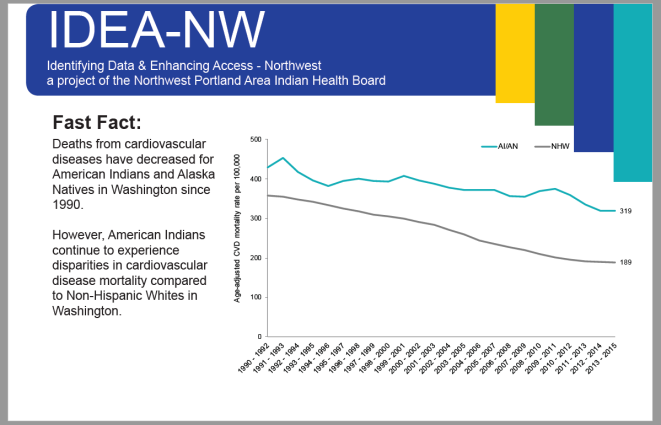 IDEA-NW
Identifying Data & Enhancing Access - Northwest
a project of the Northwest Portland Area Indian Health Board
Fast Fact:
Deaths from cardiovascular
diseases have decreased for
American Indians and Alaska
Natives in Washington since
1990.
However, American Indians
continue to experience
disparities in cardiovascular
disease mortality compared
to Non-Hispanic Whites in
Washington.
Age-adjusted CVD mortality rate per 100,000
500
400
300
200
100
0
AI/AN
NHW
319
189
1990 - 1992
1991 - 1993
1992 - 1994
1993 - 1995
1994 - 1996
1995 - 1997
1996 - 1998
1997 - 1999
1998 - 2000
1999 - 2001
2000 - 2002
2001 - 2003
2002 - 2004
2003 - 2005
2004 - 2006
2005 - 2007
2006 - 2008
2007 - 2009
2008 - 2010
2009 - 2011
2010 - 2012
2011 - 2013
2012 - 2014
2013 - 2015